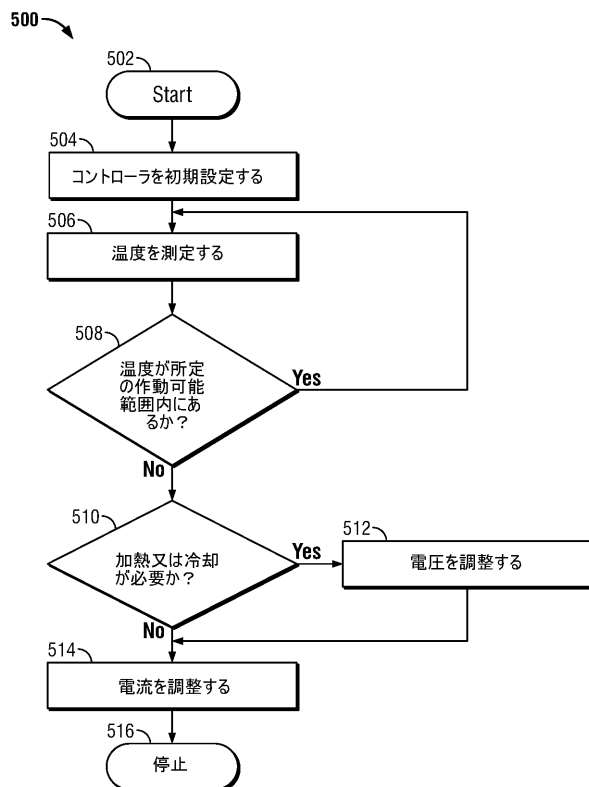 500
502
Start
504
コントローラを初期設定する
506
温度を測定する
508
温度が所定
の作動可能
範囲内にあ
るか？
Yes
No
510
加熱又は冷却
が必要か？
Yes
512
電圧を調整する
No
514
電流を調整する
516
停止